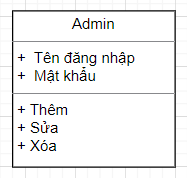 Admin
+ Tên đăng nhập
+ Mật khẩu
+ Thêm
+ Sửa
+ Xóa